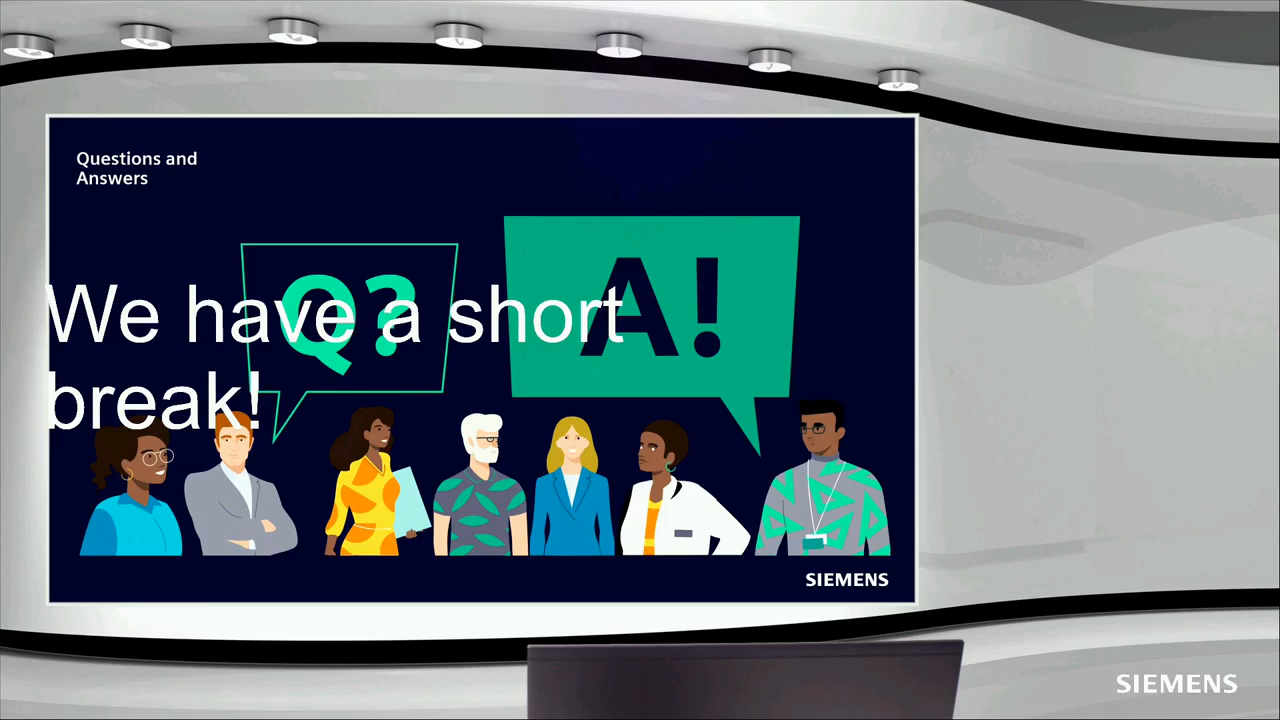 Questions and
Answers
Q?
A!
We have a short
break!
SIEMENS
SIEMENS